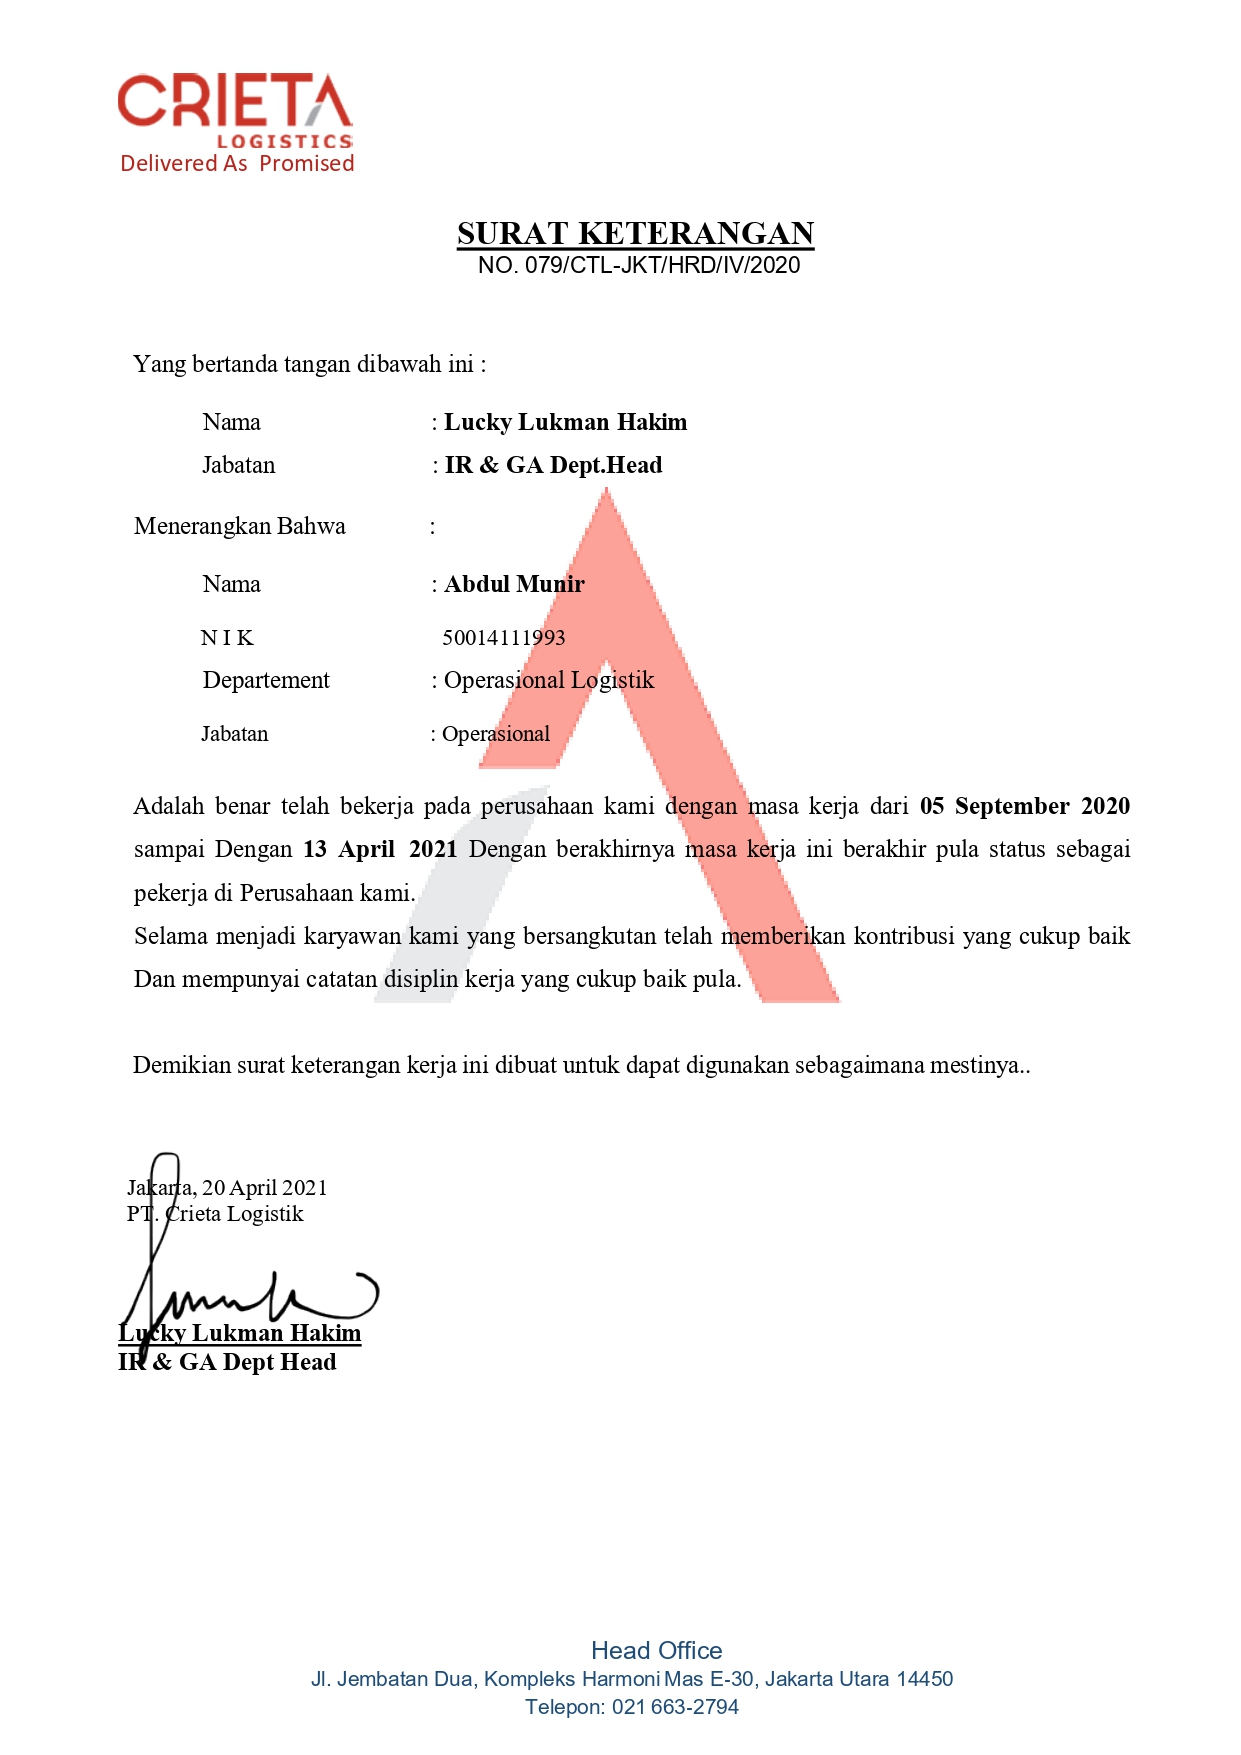 CRIETA
LOGISTICS
Delivered As Promised
SURAT KETERANGAN
NO. 079/CTL-JKT/HRD/IV/2020
Yang bertanda tangan dibawah ini :
Nama : Lucky Lukman Hakim
Jabatan : IR & GA Dept.Head
Menerangkan Bahwa :
Nama : Abdul Munir
N I K 50014111993
Departement : Operasional Logistik
Jabatan : Operasional
Adalah benar telah bekerja pada perusahaan kami dengan masa kerja dari 05 September 2020
sampai Dengan 13 April 2021 Dengan berakhirnya masa kerja ini berakhir pula status sebagai
pekerja di Perusahaan kami.
Selama menjadi karyawan kami yang bersangkutan telah memberikan kontribusi yang cukup baik
Dan mempunyai catatan disiplin kerja yang cukup baik pula.
Demikian surat keterangan kerja ini dibuat untuk dapat digunakan sebagaimana mestinya..
Jakarta, 20 April 2021
PT. Crieta Logistik
Lucky Lukman Hakim
IR & GA Dept Head
Head Office
Jl. Jembatan Dua, Kompleks Harmoni Mas E-30, Jakarta Utara 14450
Telepon: 021 663-2794